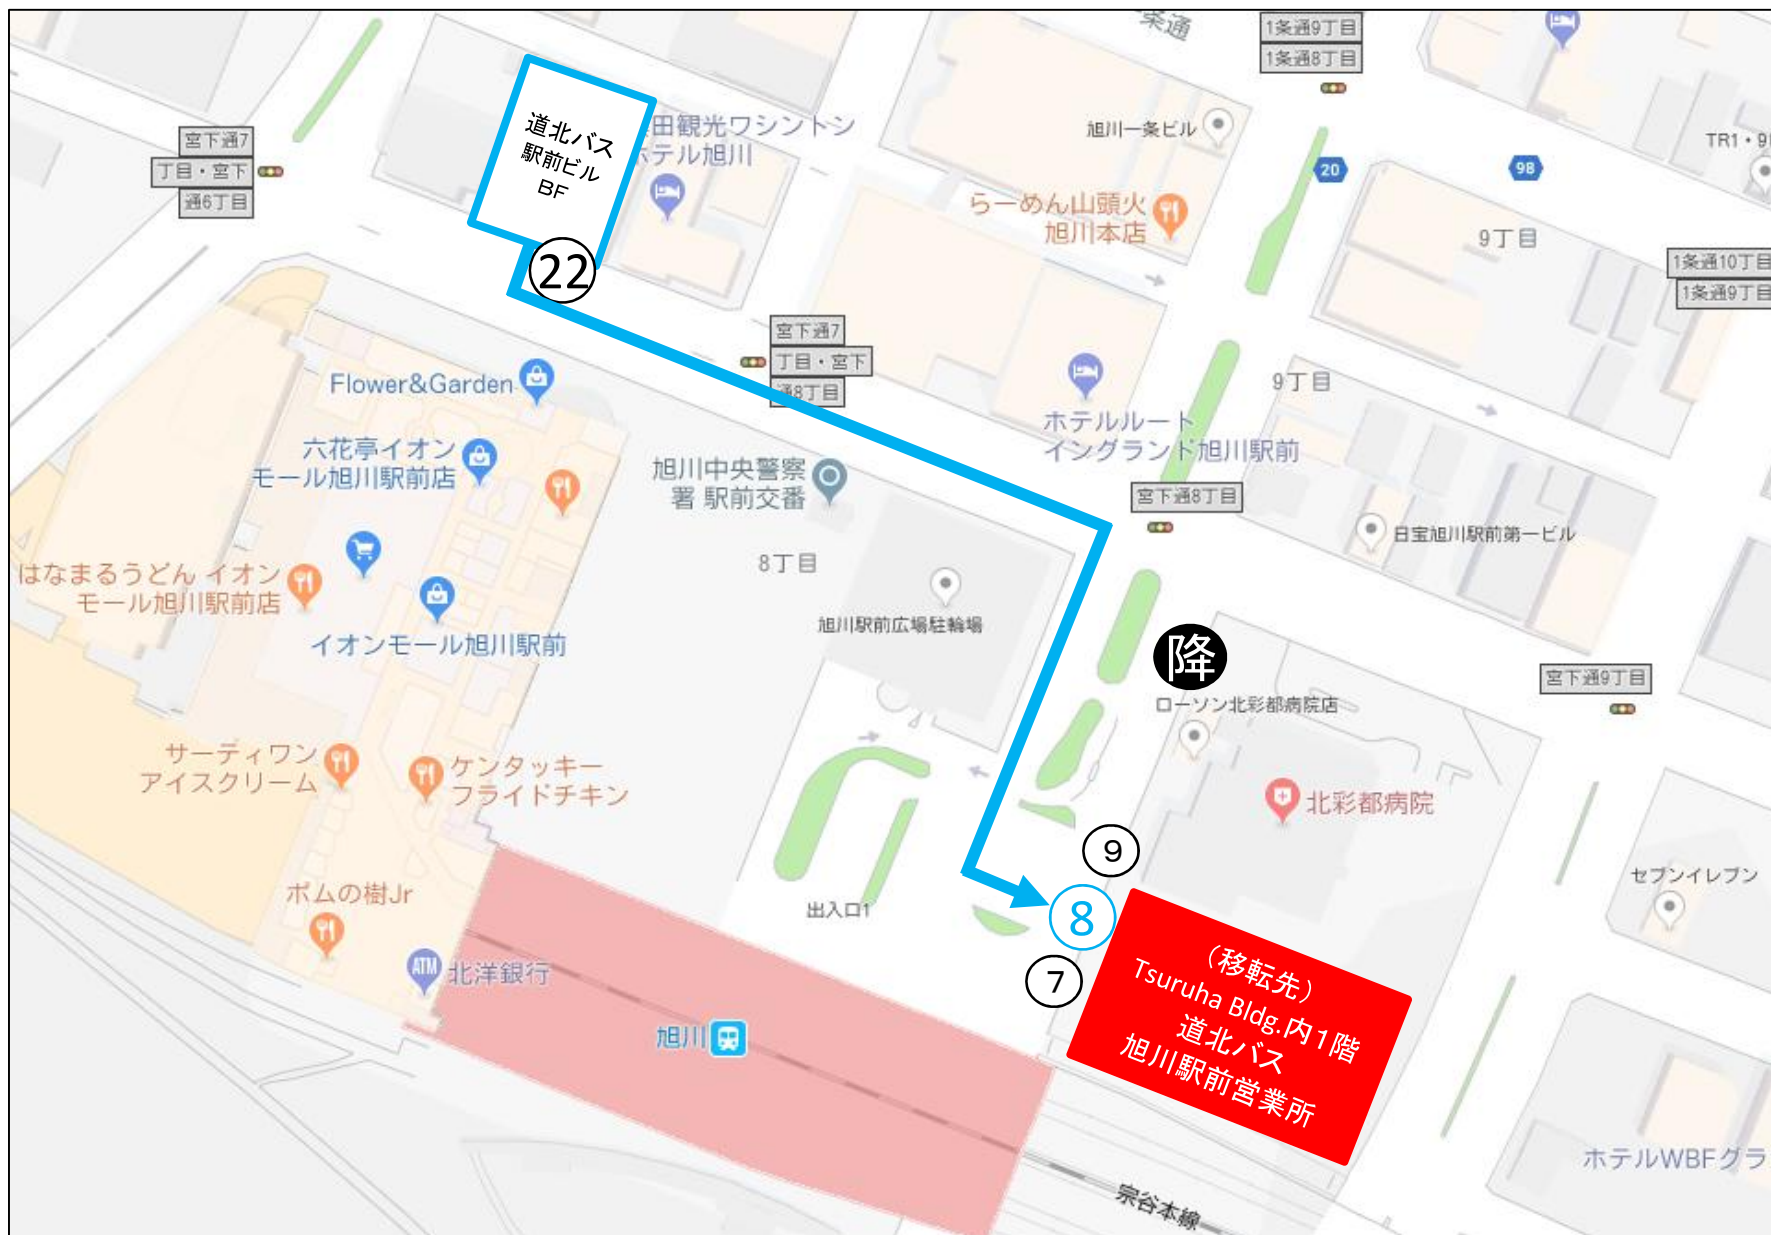 条通
1条通9丁目
1条通8丁目
宮下通7
丁目・宮下
通6丁目
道北バス
駅前ビル
BF
田観光ワシントン
ホテル旭川
旭川一条ビル
TR1・9
20
98
らーめん山頭火
旭川本店
9丁目
1条通10丁目
1条通9丁目
22
宮下通7
丁目・宮下
通8丁目
Flower&Garden
9丁目
ホテルルート
イングランド旭川駅前
六花亭イオン
モール旭川駅前店
旭川中央警察
署 駅前交番
宮下通8丁目
日宝旭川駅前第一ビル
8丁目
はなまるうどん イオン
モール旭川駅前店
旭川駅前広場駐輪場
イオンモール旭川駅前
降
宮下通9丁目
ローソン北彩都病院店
サーティワン
アイスクリーム
ケンタッキー
フライドチキン
北彩都病院
9
セブンイレブン
ポムの樹Jr
出入口1
8
ATM
北洋銀行
7
（移転先）
Tsuruha Bldg.内1階
道北バス
旭川駅前営業所
旭川
ホテルWBFグラ
宗谷本線